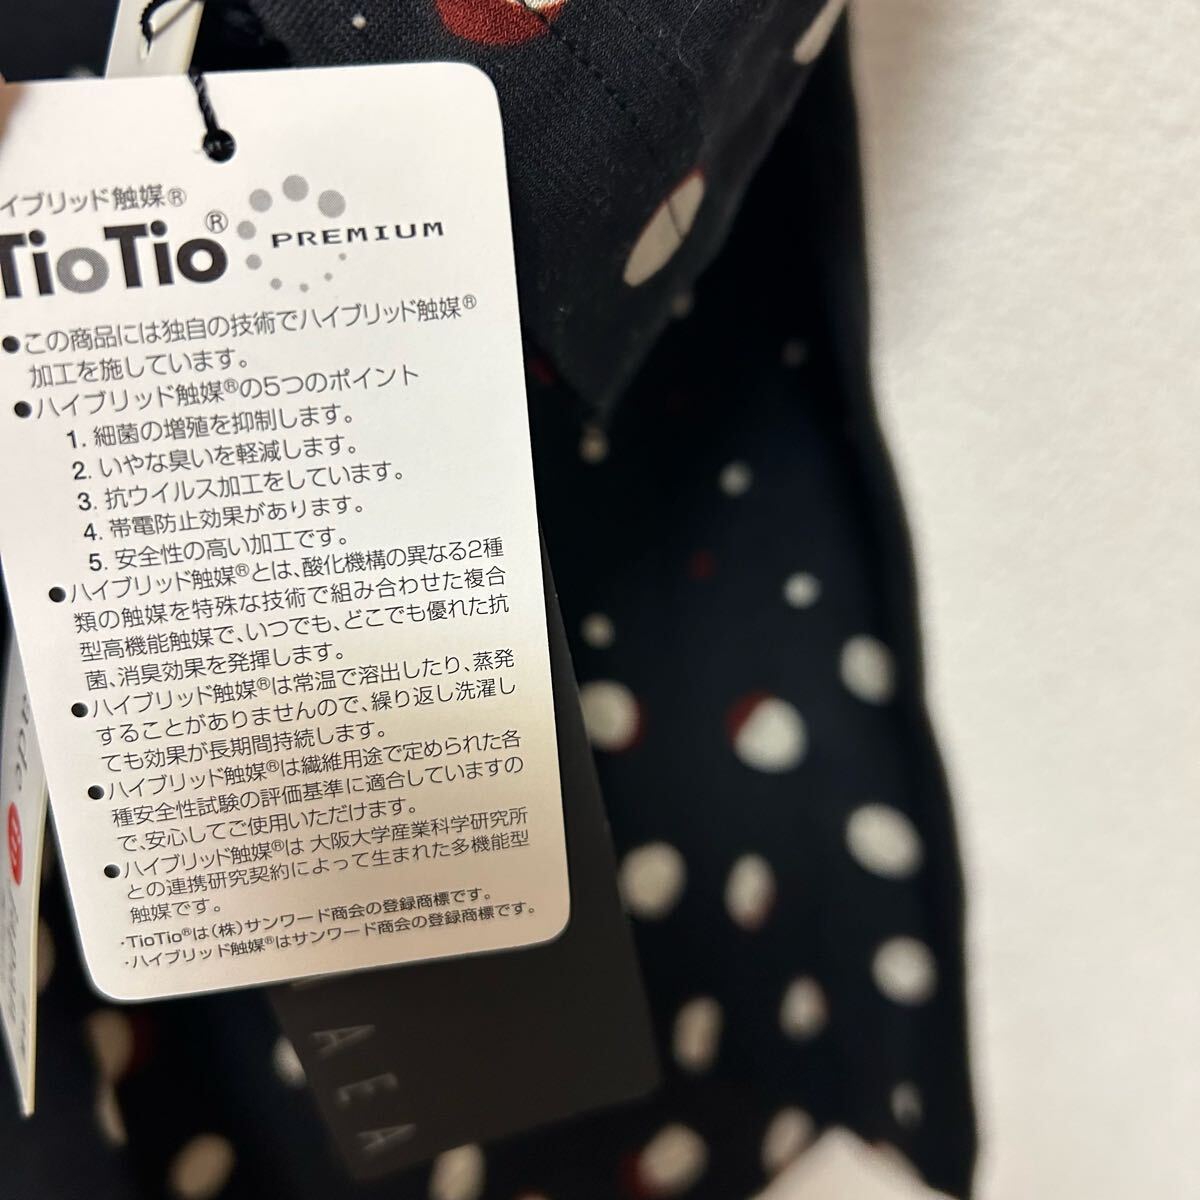 イブリッド触媒®
TioTio® PREMIUM
●この商品には独自の技術でハイブリッド触媒®
加工を施しています。
●ハイブリッド触媒®の5つのポイント
1. 細菌の増殖を抑制します。
2. いやな臭いを軽減します。
3. 抗ウイルス加工をしています。
4. 帯電防止効果があります。
5. 安全性の高い加工です。
●ハイブリッド触媒®とは、酸化機構の異なる2種
類の触媒を特殊な技術で組み合わせた複合
型高機能触媒で、いつでも、どこでも優れた抗
菌、消臭効果を発揮します。
●ハイブリッド触媒®は常温で溶出したり、蒸発
することがありませんので、繰り返し洗濯し
ても効果が長期間持続します。
●ハイブリッド触媒®は繊維用途で定められた各
種安全性試験の評価基準に適合していますの
で、安心してご使用いただけます。
●ハイブリッド触媒®は 大阪大学産業科学研究所
との連携研究契約によって生まれた多機能型
触媒です。
・TioTio®は(株)サンワード商会の登録商標です。
・ハイブリッド触媒®はサンワード商会の登録商標です。
AEA